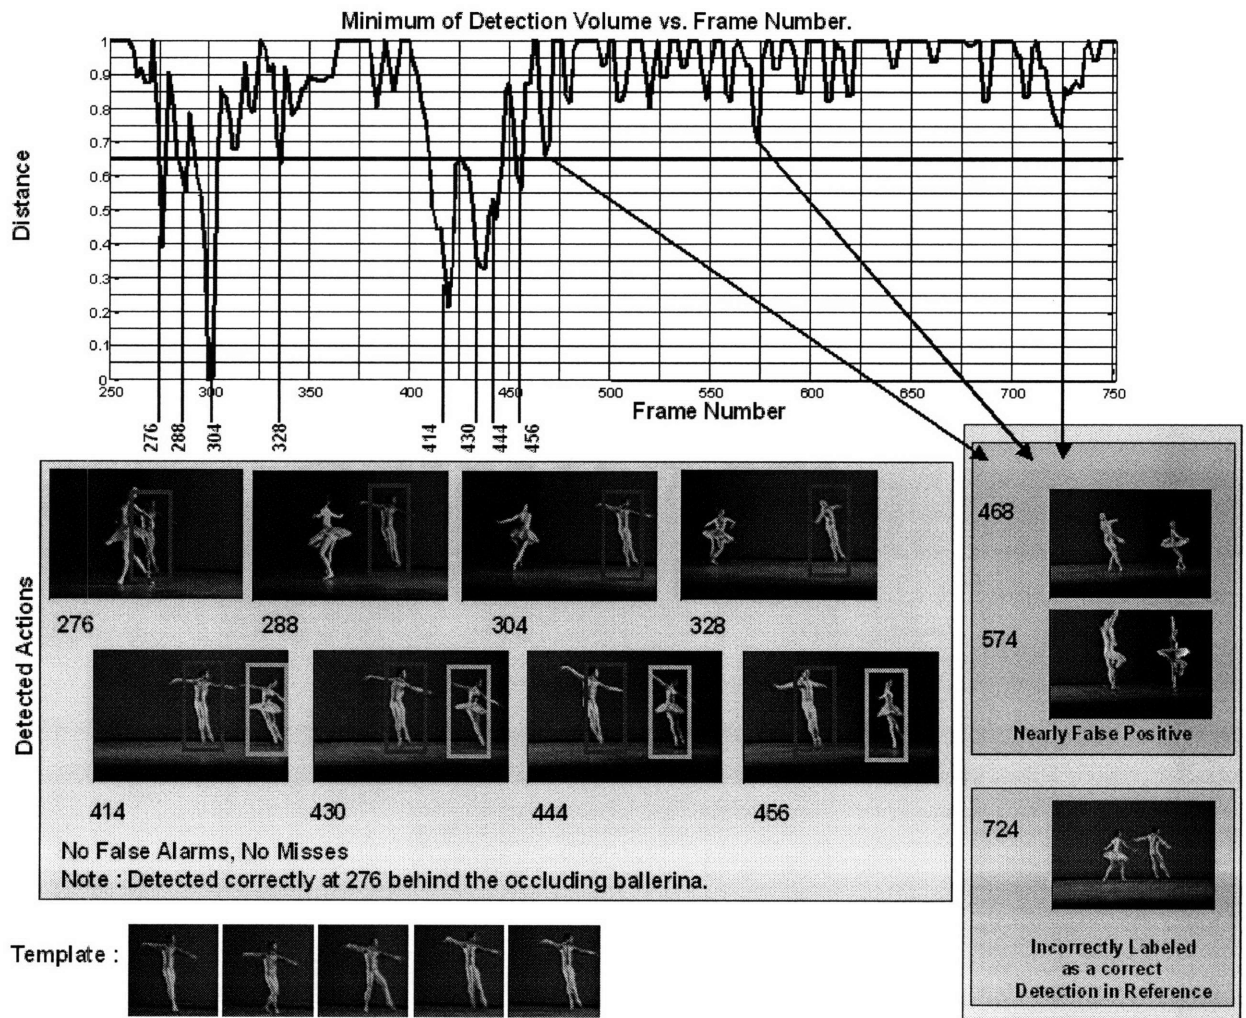 Minimum of Detection Volume vs. Frame Number.
1
0.9
0.8
0.7
0.6
0.5
0.4
0.3
0.2
0.1
0
Distance
250 300 350 400 450 500 550 600 650 700 750
Frame Number
276 288 304 328 414 430 444 456
Detected Actions
276 288 304 328
414 430 444 456
No False Alarms, No Misses
Note : Detected correctly at 276 behind the occluding ballerina.
Template :
468
574
Nearly False Positive
724
Incorrectly Labeled
as a correct
Detection in Reference